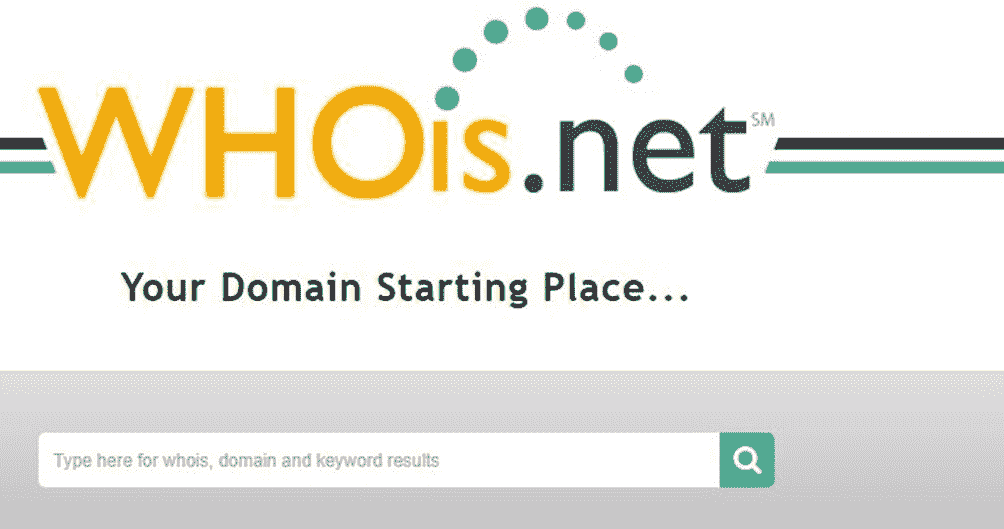 WHOis.net SM
Your Domain Starting Place...
Type here for whois, domain and keyword results